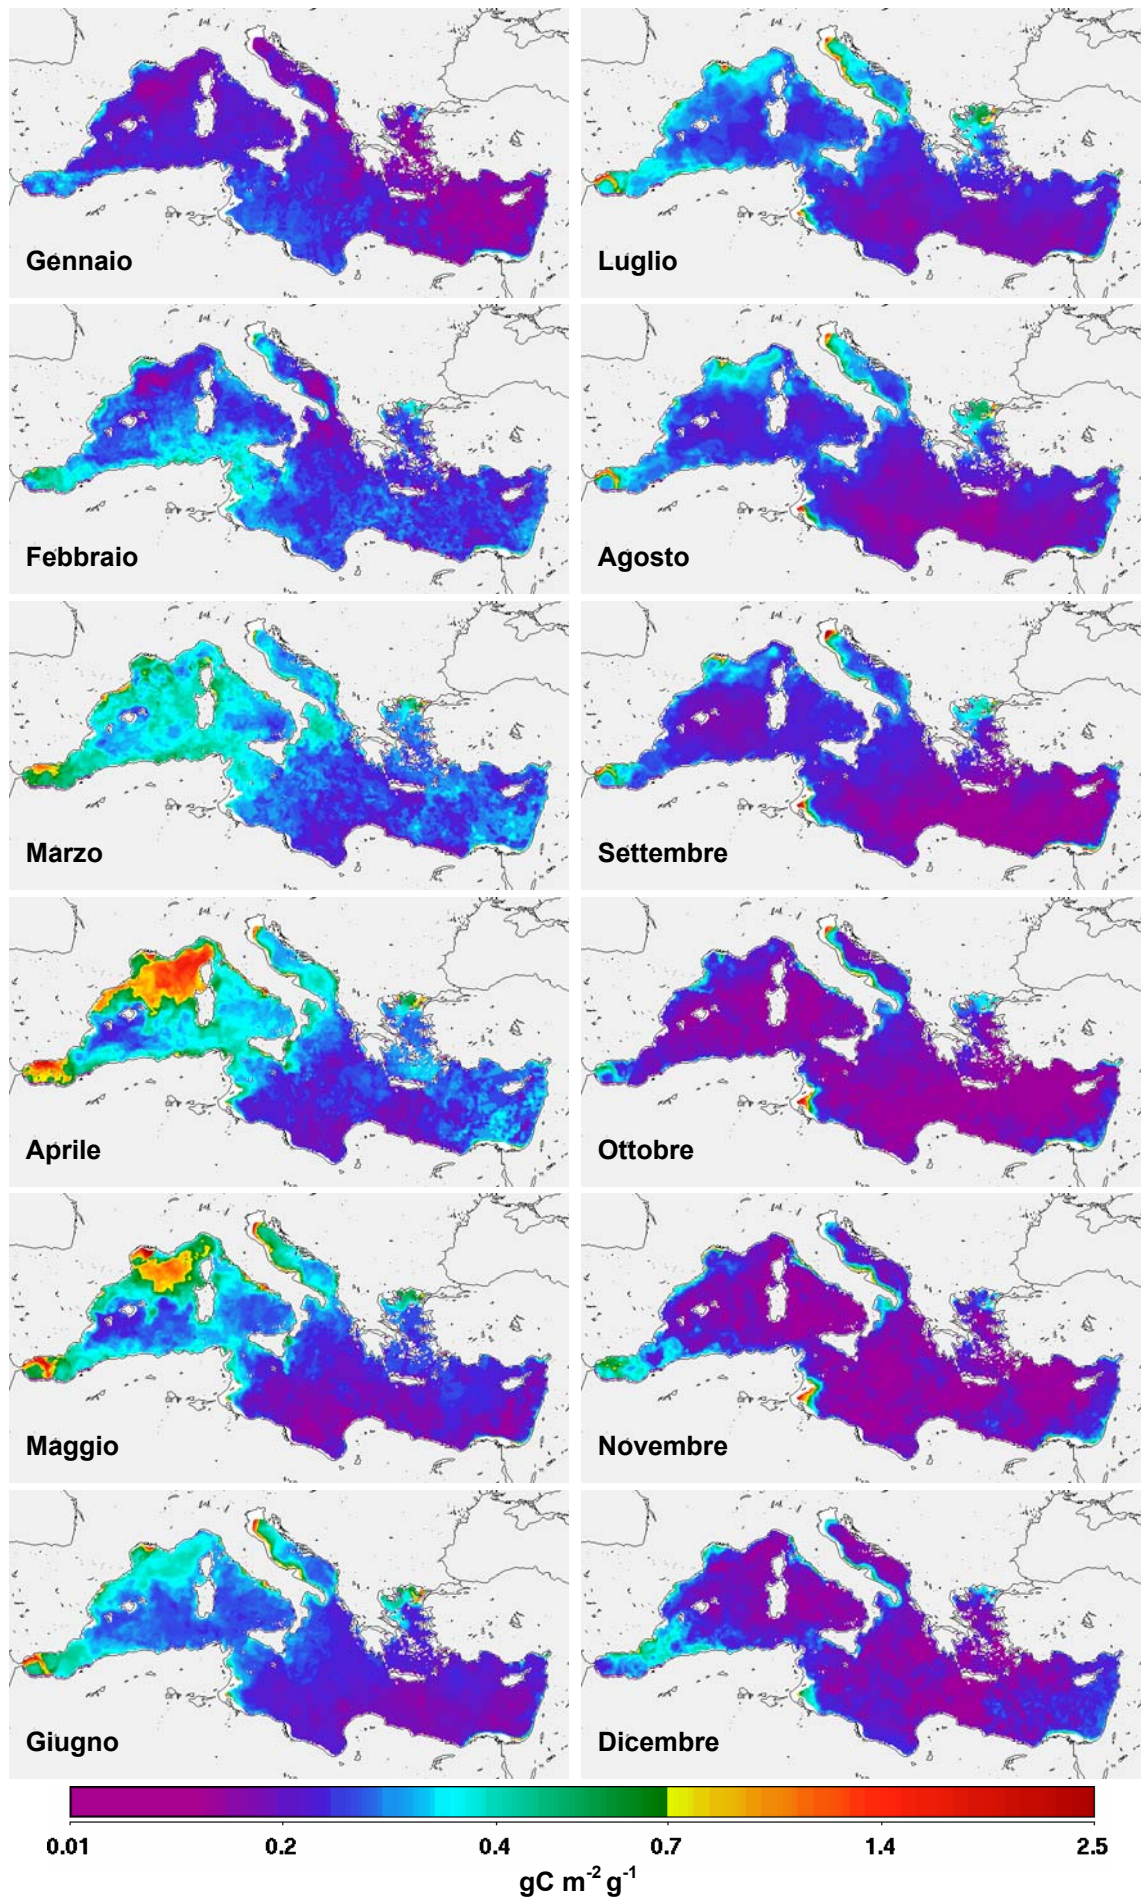 Gennaio
Luglio
Febbraio
Agosto
Marzo
Settembre
Aprile
Ottobre
Maggio
Novembre
Giugno
Dicembre
0.01 0.2 0.4 0.7 1.4 2.5
gC m⁻² g⁻¹